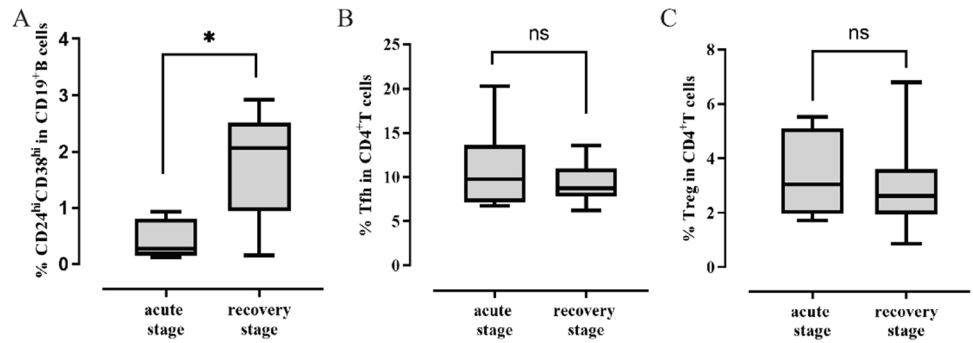 A
% CD24ʰⁱCD38ʰⁱ in CD19⁺B cells
4
3
2
1
0
*
acute
stage
recovery
stage
B
% Tfh in CD4⁺T cells
25
20
15
10
5
0
ns
acute
stage
recovery
stage
C
% Treg in CD4⁺T cells
8
6
4
2
0
ns
acute
stage
recovery
stage